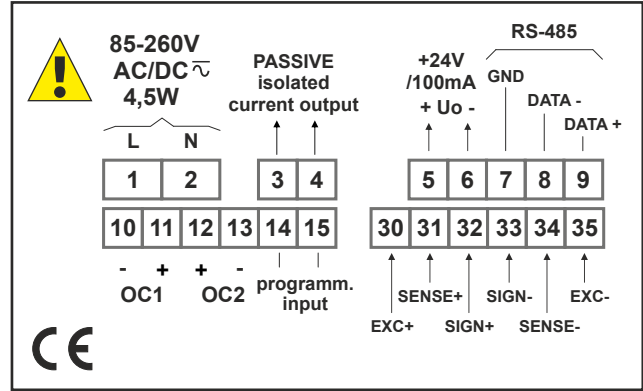 85-260V
AC/DC
4,5W
L N
PASSIVE
isolated
current output
+24V
/100mA
+ Uo -
RS-485
GND
DATA -
DATA +
1 2 3 4 5 6 7 8 9
10 11 12 13 14 15 30 31 32 33 34 35
- + + -
OC1 OC2
programm.
input
SENSE+ SIGN- EXC-
EXC+ SIGN+ SENSE-
CE